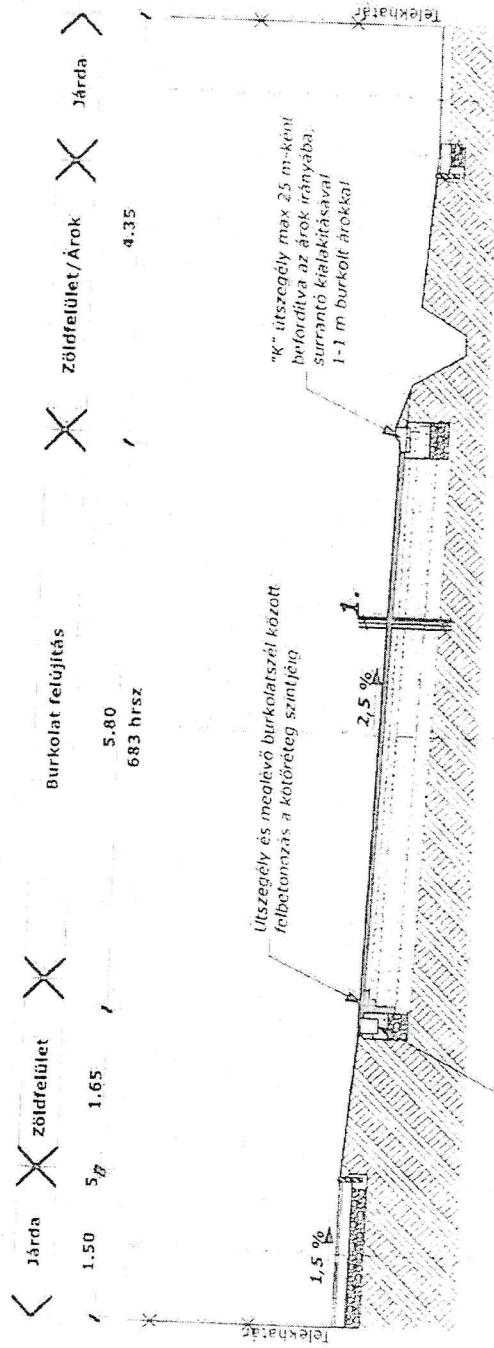 Járda
Zöldfelület
Burkolat felújítás
Zöldfelület/Árok
Járda
1.50
5
1.65
5.80
4.35
683 hrsz
Telekhatár
Telekhatár
Útszegély és meglévő burkolatszél között
felbetonozás a kötőréteg szintjéig
"K" útszegély max 25 m-ként
befordítva az árok irányába,
surrantó kialakításával
1-1 m burkolt árokkal
1,5 %
2,5 %
1.